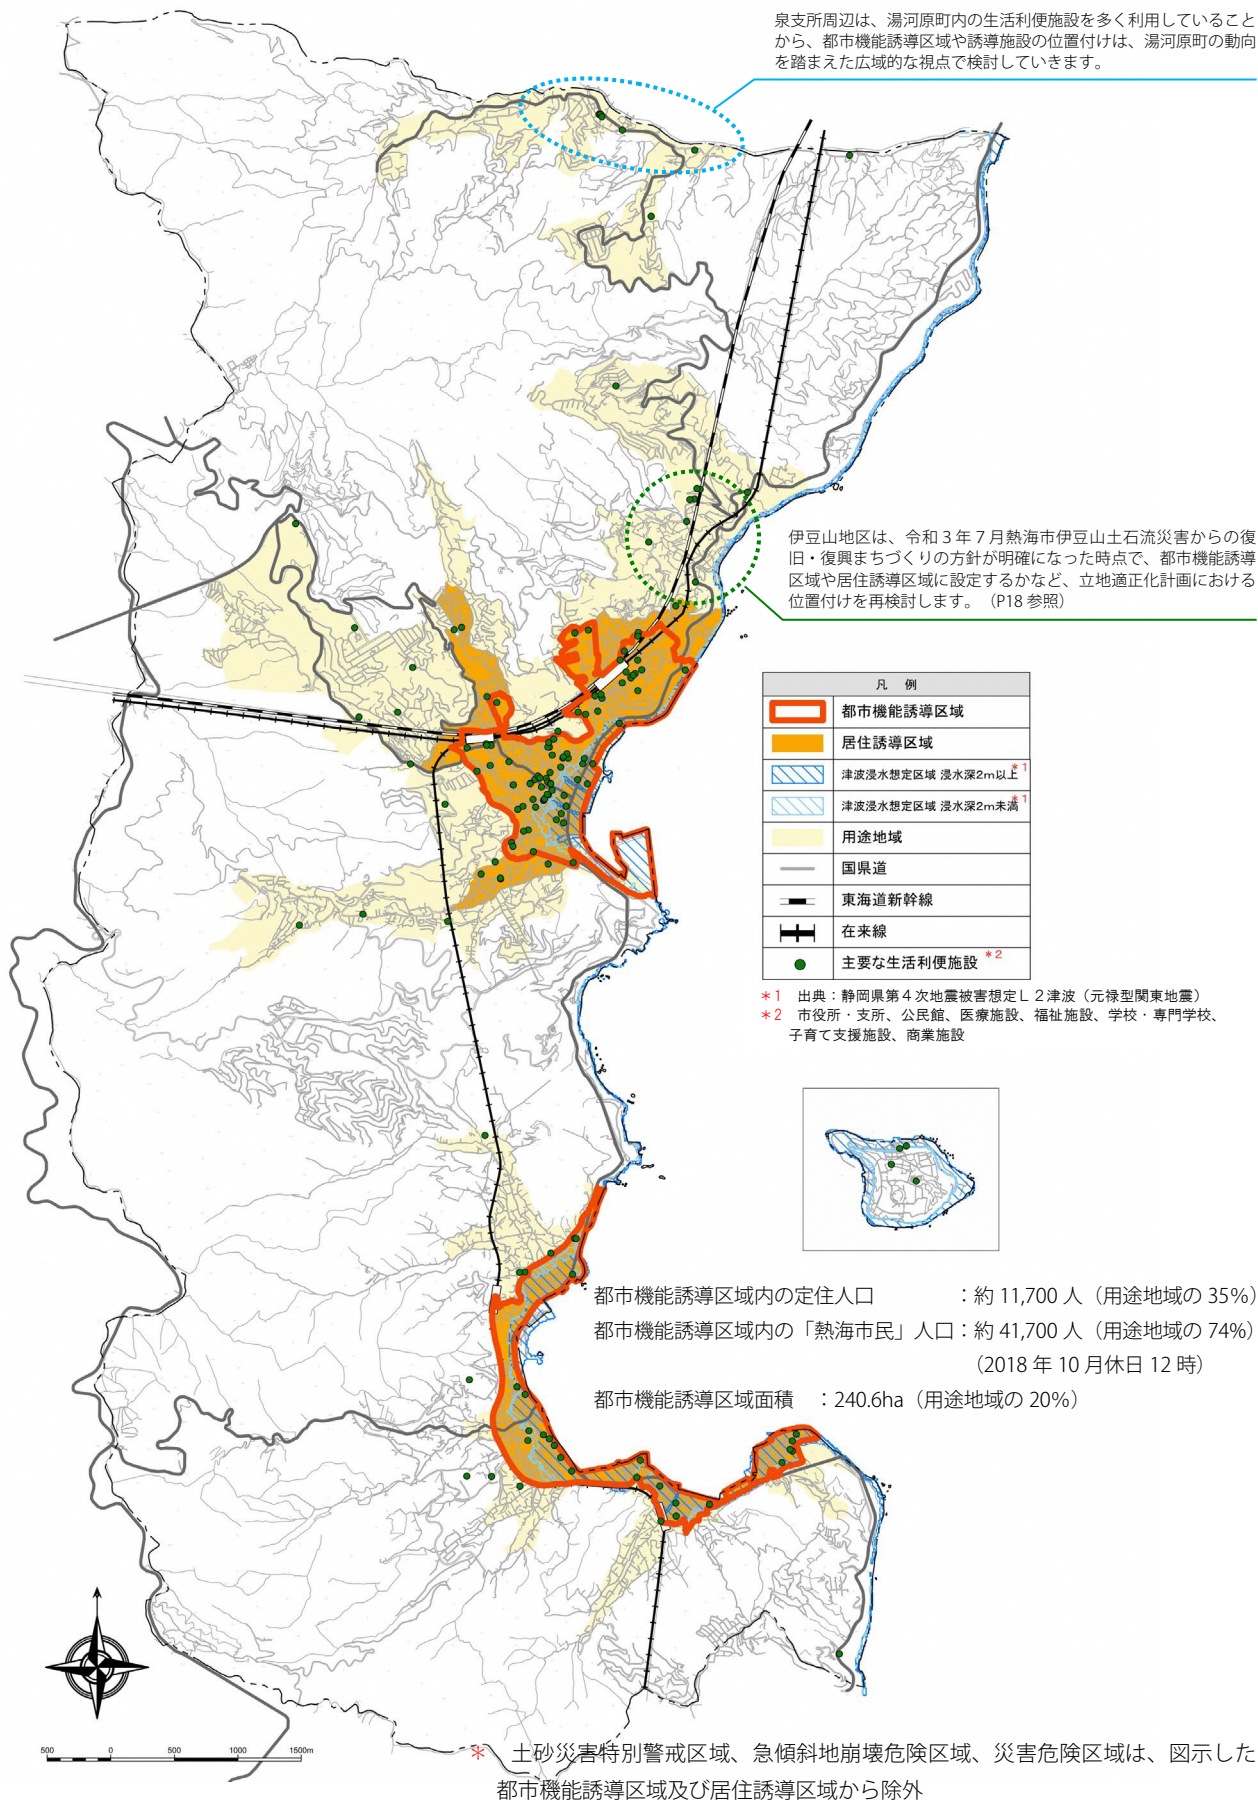 泉支所周辺は、湯河原町内の生活利便施設を多く利用していること
から、都市機能誘導区域や誘導施設の位置付けは、湯河原町の動向
を踏まえた広域的な視点で検討していきます。
伊豆山地区は、令和３年７月熱海市伊豆山土石流災害からの復
旧・復興まちづくりの方針が明確になった時点で、都市機能誘導
区域や居住誘導区域に設定するかなど、立地適正化計画における
位置付けを再検討します。（P18 参照）
凡 例
都市機能誘導区域
居住誘導区域
津波浸水想定区域 浸水深2m以上＊1
津波浸水想定区域 浸水深2m未満＊1
用途地域
国県道
東海道新幹線
在来線
主要な生活利便施設 ＊2
＊1 出典：静岡県第４次地震被害想定Ｌ２津波（元禄型関東地震）
＊2 市役所・支所、公民館、医療施設、福祉施設、学校・専門学校、
子育て支援施設、商業施設
都市機能誘導区域内の定住人口 ：約 11,700 人（用途地域の 35%）
都市機能誘導区域内の「熱海市民」人口：約 41,700 人（用途地域の 74%）
（2018 年 10 月休日 12 時）
都市機能誘導区域面積 ：240.6ha（用途地域の 20%）
500 0 500 1000 1500m
＊ 土砂災害特別警戒区域、急傾斜地崩壊危険区域、災害危険区域は、図示した
都市機能誘導区域及び居住誘導区域から除外